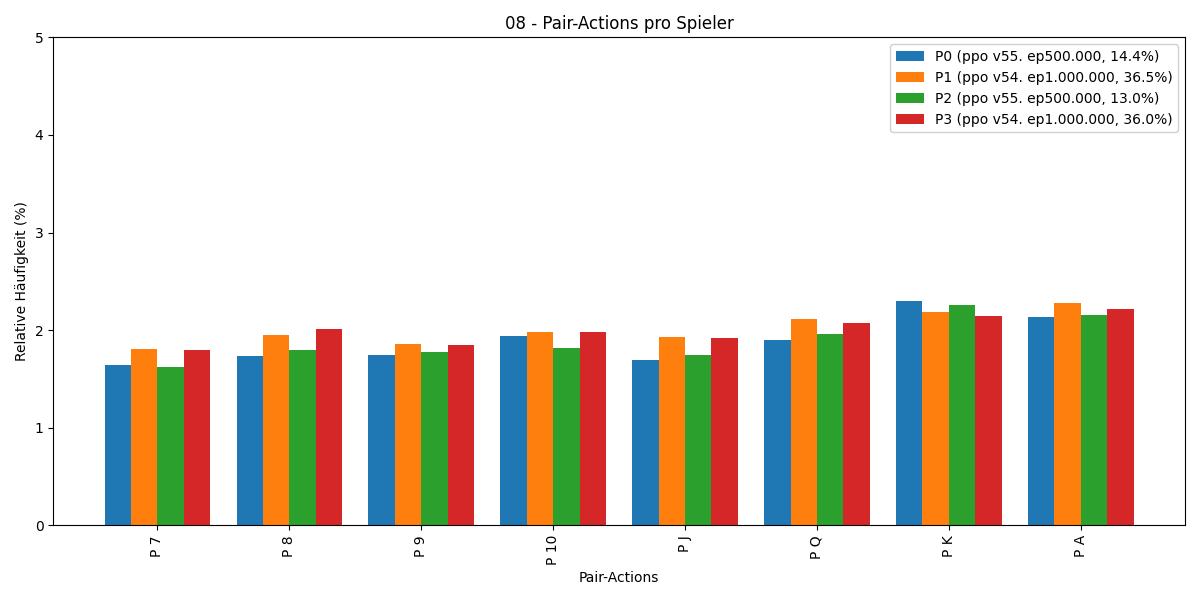 08 - Pair-Actions pro Spieler
P0 (ppo v55. ep500.000, 14.4%)
P1 (ppo v54. ep1.000.000, 36.5%)
P2 (ppo v55. ep500.000, 13.0%)
P3 (ppo v54. ep1.000.000, 36.0%)
Relative Häufigkeit (%)
5
4
3
2
1
0
P 7
P 8
P 9
P 10
P J
P Q
P K
P A
Pair-Actions